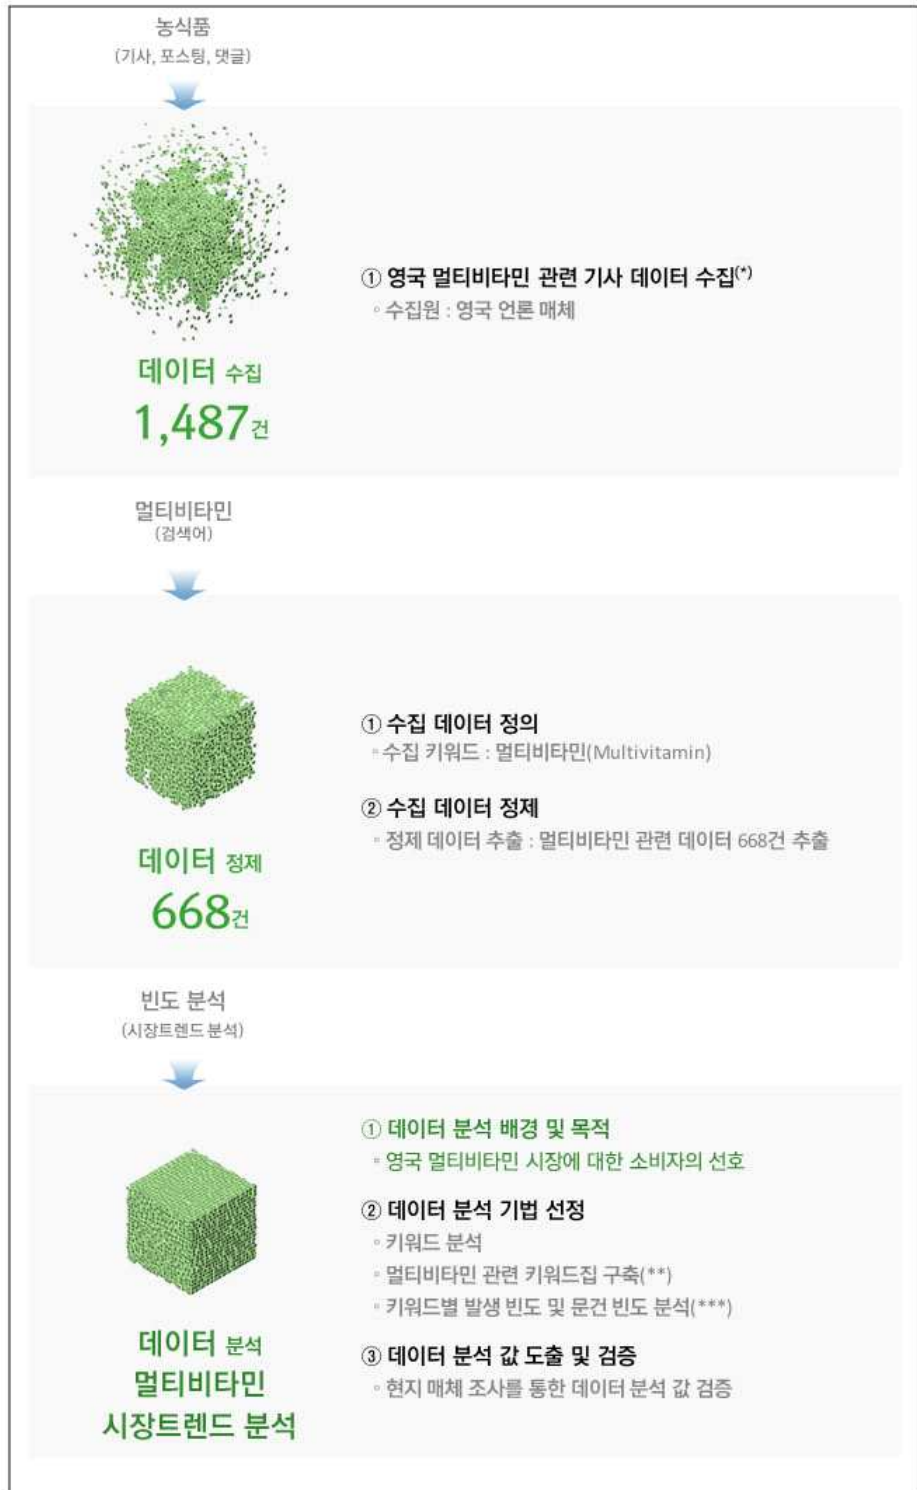 농식품
(기사, 포스팅, 댓글)
① 영국 멀티비타민 관련 기사 데이터 수집(*)
◦ 수집원 : 영국 언론 매체
데이터 수집
1,487건
멀티비타민
(검색어)
① 수집 데이터 정의
◦ 수집 키워드 : 멀티비타민(Multivitamin)
② 수집 데이터 정제
◦ 정제 데이터 추출 : 멀티비타민 관련 데이터 668건 추출
데이터 정제
668건
빈도 분석
(시장트렌드 분석)
① 데이터 분석 배경 및 목적
◦ 영국 멀티비타민 시장에 대한 소비자의 선호
② 데이터 분석 기법 선정
◦ 키워드 분석
◦ 멀티비타민 관련 키워드집 구축(**)
◦ 키워드별 발생 빈도 및 문건 빈도 분석(***)
③ 데이터 분석 값 도출 및 검증
◦ 현지 매체 조사를 통한 데이터 분석 값 검증
데이터 분석
멀티비타민
시장트렌드 분석